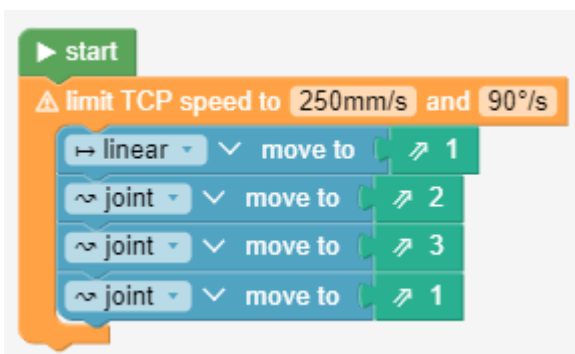 start
limit TCP speed to 250mm/s and 90°/s
linear move to 1
joint move to 2
joint move to 3
joint move to 1